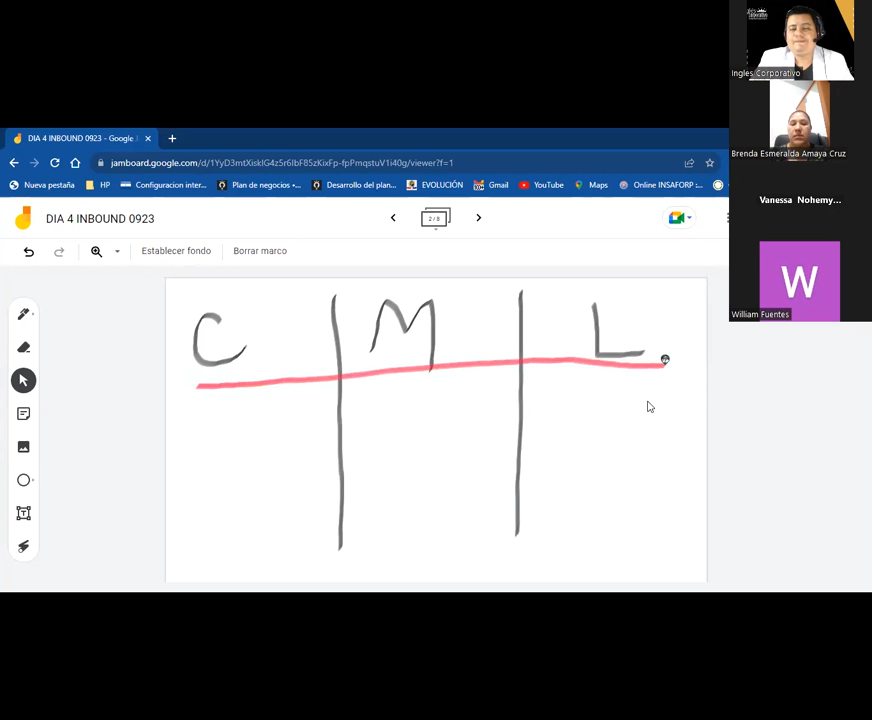 DIA 4 INBOUND 0923 - Google J
jamboard.google.com/d/1YyD3mtXisklG4z5r6IbF85zKixFp-fpPmqstuV1i40g/viewer?f=1
Nueva pestaña
HP
Configuracion inter...
Plan de negocios •...
Desarrollo del plan...
EVOLUCIÓN
Gmail
YouTube
Maps
Online INSAFORP :...
DIA 4 INBOUND 0923
2/8
Establecer fondo
Borrar marco
C M L
Ingles Corporativo
Brenda Esmeralda Amaya Cruz
Vanessa Nohemy...
W
William Fuentes